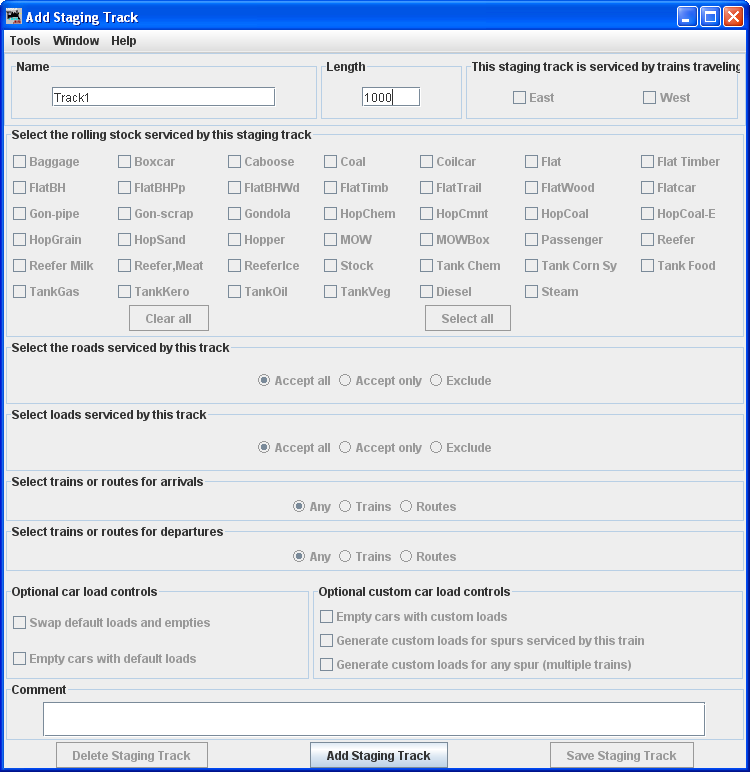 Add Staging Track
Tools Window Help
Name Length This staging track is serviced by trains traveling
Track1 1000 East West
Select the rolling stock serviced by this staging track
Baggage Boxcar Caboose Coal Coilcar Flat Flat Timber
FlatBH FlatBHPp FlatBHWd FlatTimb FlatTrail FlatWood Flatcar
Gon-pipe Gon-scrap Gondola HopChem HopCmnt HopCoal HopCoal-E
HopGrain HopSand Hopper MOW MOWBox Passenger Reefer
Reefer Milk Reefer,Meat ReeferIce Stock Tank Chem Tank Corn Sy Tank Food
TankGas TankKero TankOil TankVeg Diesel Steam
Clear all Select all
Select the roads serviced by this track
Accept all Accept only Exclude
Select loads serviced by this track
Accept all Accept only Exclude
Select trains or routes for arrivals
Any Trains Routes
Select trains or routes for departures
Any Trains Routes
Optional car load controls
Swap default loads and empties
Empty cars with default loads
Optional custom car load controls
Empty cars with custom loads
Generate custom loads for spurs serviced by this train
Generate custom loads for any spur (multiple trains)
Comment
Delete Staging Track Add Staging Track Save Staging Track